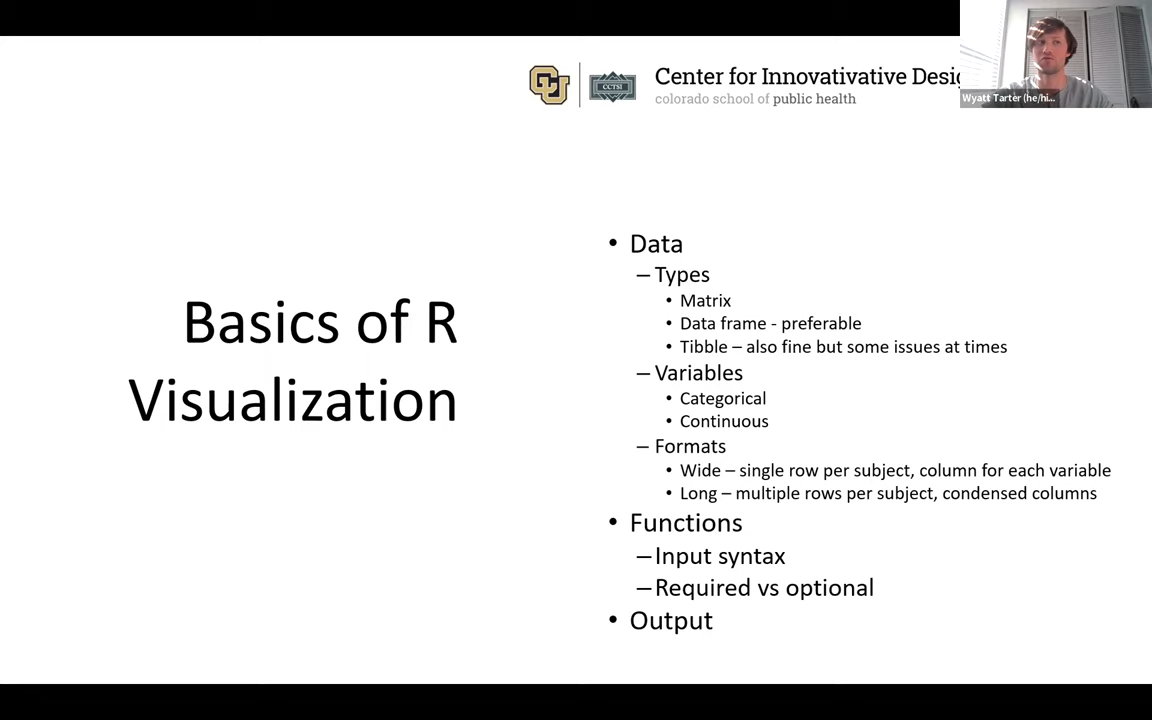 CU
CCTSI
Center for Innovativative Desig
colorado school of public health
Wyatt Tarter (he/hi...
Basics of R
Visualization
• Data
– Types
• Matrix
• Data frame - preferable
• Tibble – also fine but some issues at times
– Variables
• Categorical
• Continuous
– Formats
• Wide – single row per subject, column for each variable
• Long – multiple rows per subject, condensed columns
• Functions
– Input syntax
– Required vs optional
• Output